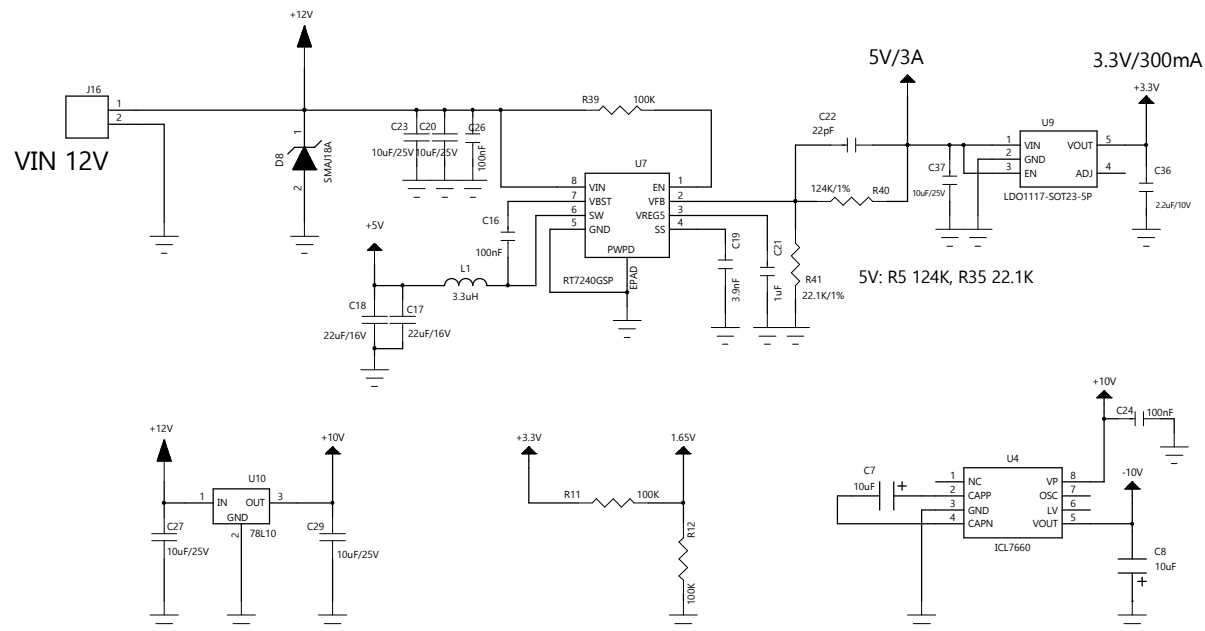 +12V
5V/3A
3.3V/300mA
+3.3V
J16
1
2
VIN 12V
D8
1
2
SMAJ18A
C23
C20
C26
10uF/25V
10uF/25V
100nF
R39
100K
U7
8
VIN
EN
1
7
VBST
VFB
2
6
SW
VREG5
3
5
GND
SS
4
PWPD
EPAD
RT7240GSP
C16
100nF
+5V
L1
3.3uH
C18
C17
22uF/16V
22uF/16V
C22
22pF
124K/1%
R40
R41
22.1K/1%
C19
3.9nF
C21
1uF
C37
10uF/25V
U9
1
VIN
VOUT
5
2
GND
3
EN
ADJ
4
LDO1117-SOT23-5P
C36
2.2uF/10V
5V: R5 124K, R35 22.1K
+12V
+10V
U10
1
IN
OUT
3
GND
2
78L10
C27
10uF/25V
C29
10uF/25V
+3.3V
1.65V
R11
100K
R12
100K
+10V
C24
100nF
U4
1
NC
VP
8
2
CAPP
OSC
7
3
GND
LV
6
4
CAPN
VOUT
5
ICL7660
C7
10uF
+
-10V
C8
10uF
+